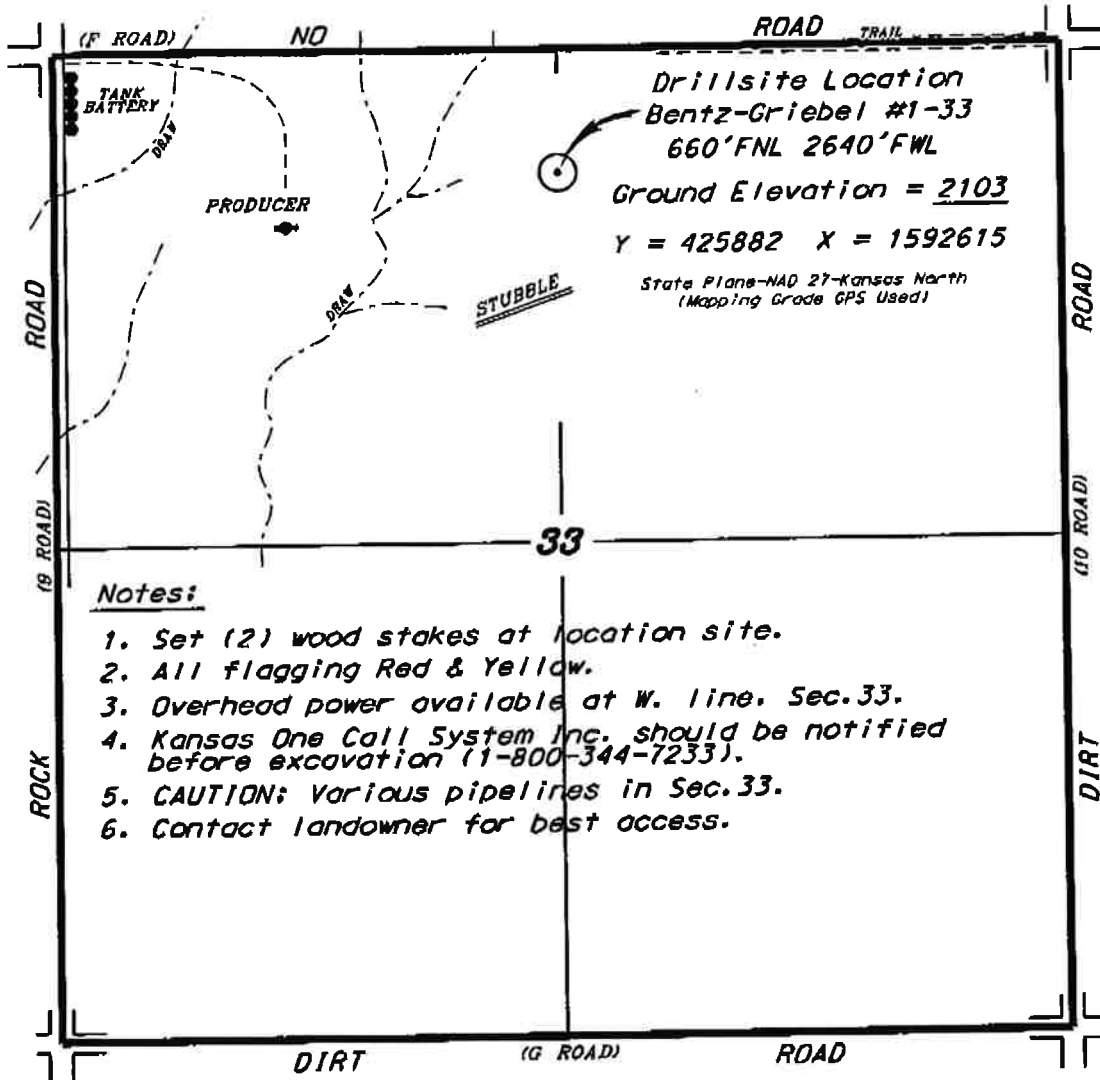 (F ROAD) NO ROAD TRAIL
TANK
BATTERY
DRAW
Drillsite Location
Bentz-Griebel #1-33
660'FNL 2640'FWL
PRODUCER
Ground Elevation = 2103
Y = 425882 X = 1592615
State Plane-NAD 27-Kansas North
(Mapping Grade GPS Used)
STUBBLE
DRAW
ROAD
ROAD
(9 ROAD)
(10 ROAD)
33
Notes:
1. Set (2) wood stakes at location site.
2. All flagging Red & Yellow.
3. Overhead power available at W. line. Sec.33.
4. Kansas One Call System Inc. should be notified
before excavation (1-800-344-7233).
5. CAUTION: Various pipelines in Sec.33.
6. Contact landowner for best access.
ROCK
DIRT
DIRT (G ROAD) ROAD